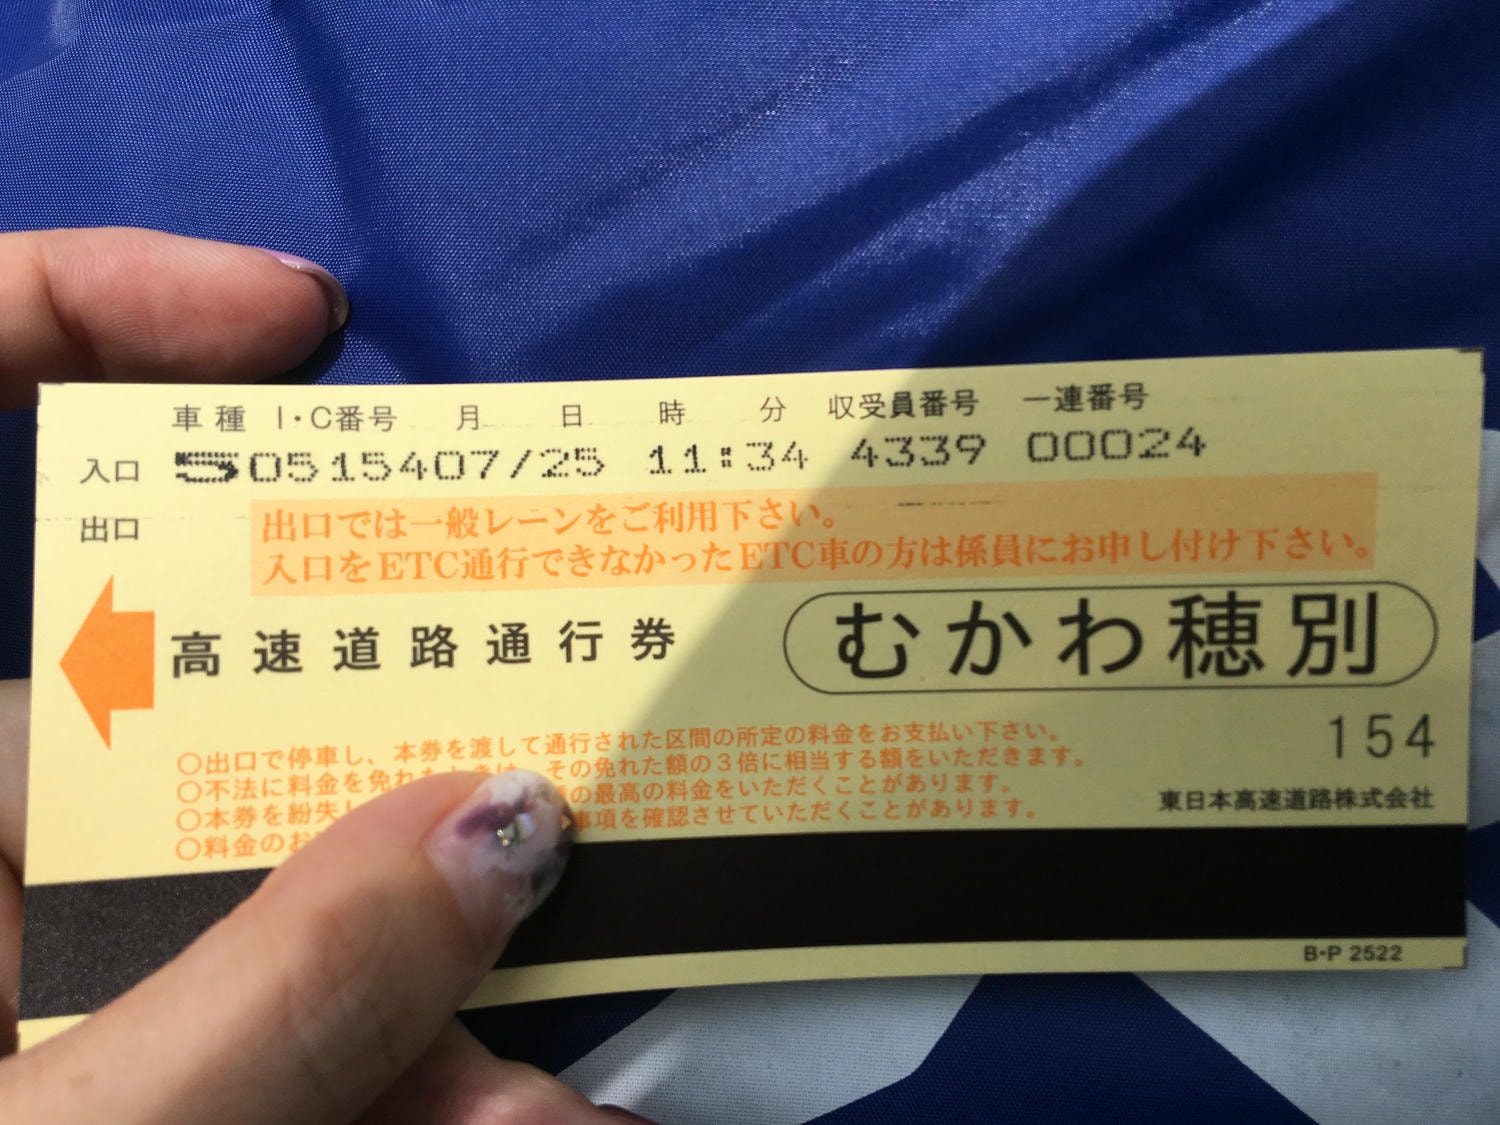 車種 I・C番号 月 日 時 分 収受員番号 一連番号
入口 5 05154 07/25 11:34 4339 00024
出口
出口では一般レーンをご利用下さい。
入口をETC通行できなかったETC車の方は係員にお申し付け下さい。
高速道路通行券
むかわ穂別
154
○出口で停車し、本券を渡して通行された区間の所定の料金をお支払い下さい。
○不法に料金を免れ その免れた額の3倍に相当する額をいただきます。
○本券を紛失し の最高の料金をいただくことがあります。
○料金のお 事項を確認させていただくことがあります。
東日本高速道路株式会社
B・P 2522